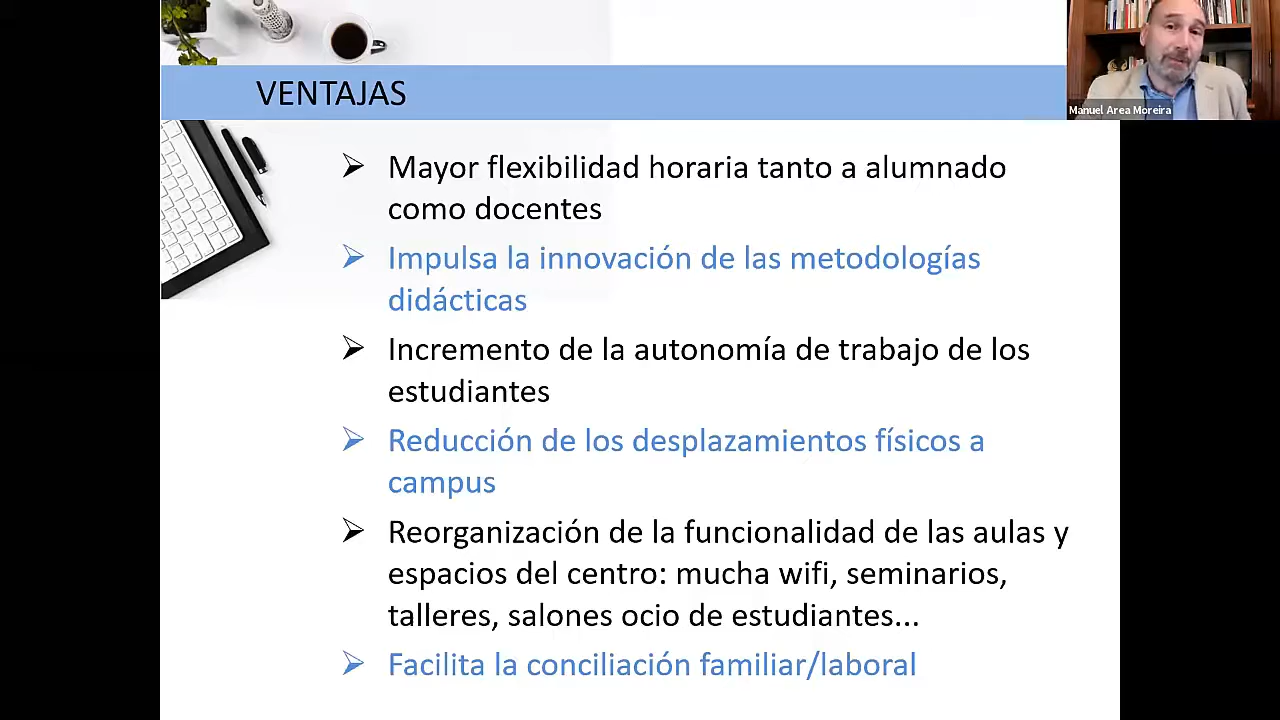 VENTAJAS
Manuel Area Moreira
Mayor flexibilidad horaria tanto a alumnado
como docentes
Impulsa la innovación de las metodologías
didácticas
Incremento de la autonomía de trabajo de los
estudiantes
Reducción de los desplazamientos físicos a
campus
Reorganización de la funcionalidad de las aulas y
espacios del centro: mucha wifi, seminarios,
talleres, salones ocio de estudiantes...
Facilita la conciliación familiar/laboral